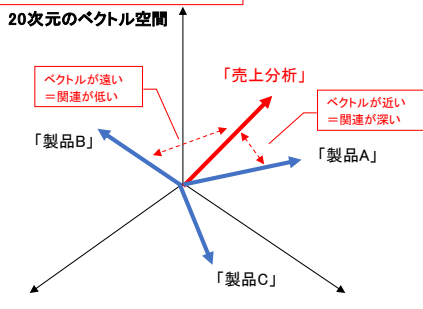 20次元のベクトル空間
ベクトルが遠い
＝関連が低い
「売上分析」
ベクトルが近い
＝関連が深い
「製品B」
「製品A」
「製品C」